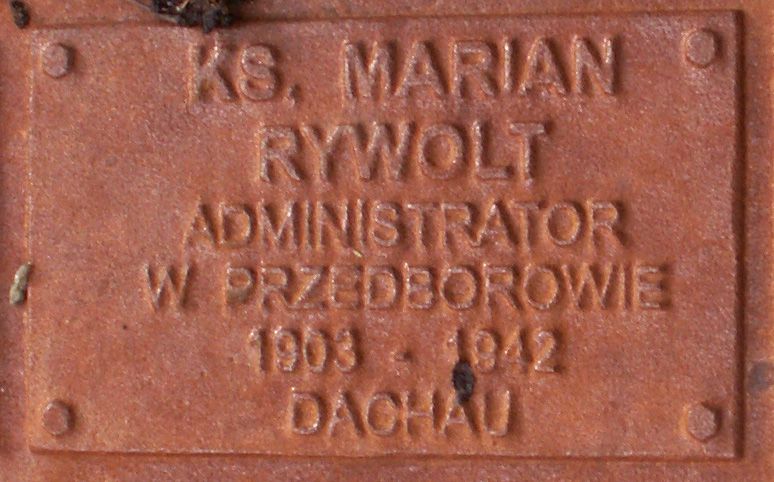 KS. MARIAN
RYWOLT
ADMINISTRATOR
W PRZEDBOROWIE
1903 - 1942
DACHAU